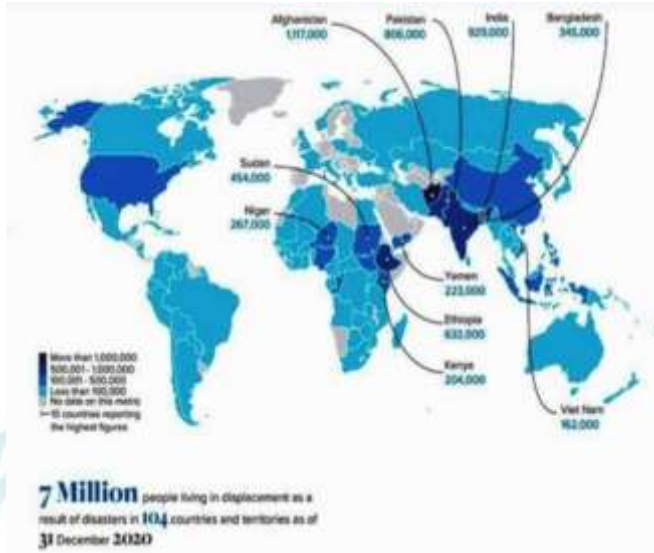 Afghanistan
1,117,000
Pakistan
806,000
India
929,000
Bangladesh
345,000
Sudan
454,000
Niger
267,000
Yemen
223,000
Ethiopia
633,000
Kenya
204,000
Viet Nam
162,000
More than 1,000,000
500,001 - 1,000,000
100,001 - 500,000
Less than 100,000
No data on this metric
10 countries reporting
the highest figures
7 Million people living in displacement as a
result of disasters in 104 countries and territories as of
31 December 2020